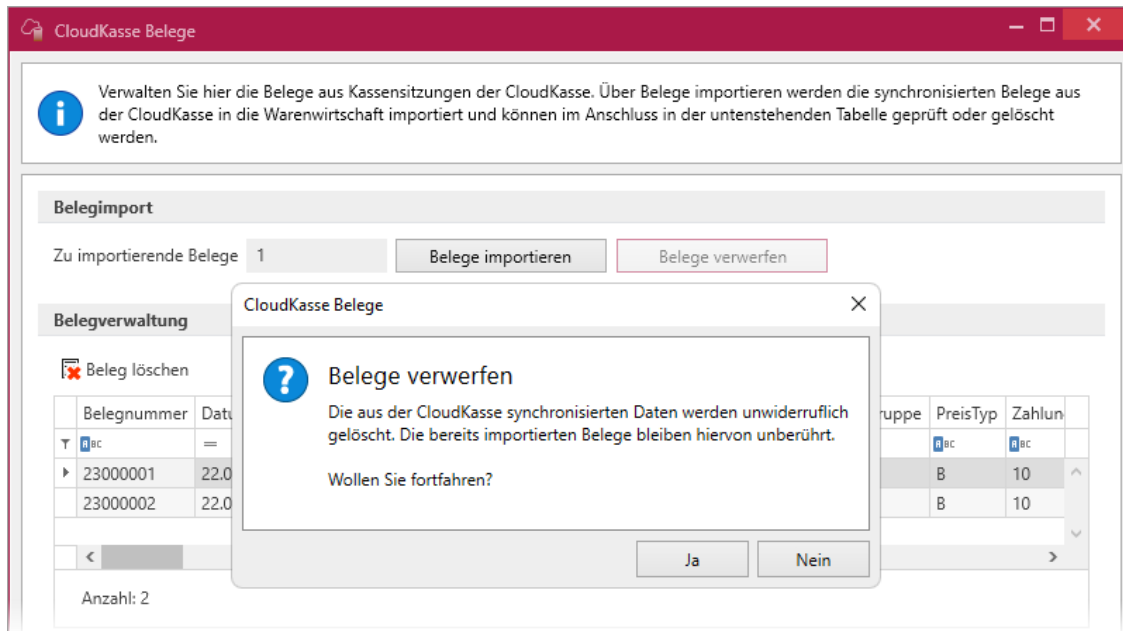 CloudKasse Belege
Verwalten Sie hier die Belege aus Kassensitzungen der CloudKasse. Über Belege importieren werden die synchronisierten Belege aus
der CloudKasse in die Warenwirtschaft importiert und können im Anschluss in der untenstehenden Tabelle geprüft oder gelöscht
werden.
Belegimport
Zu importierende Belege 1 Belege importieren Belege verwerfen
CloudKasse Belege
Belegverwaltung
Beleg löschen
Belege verwerfen
Die aus der CloudKasse synchronisierten Daten werden unwiderruflich
gelöscht. Die bereits importierten Belege bleiben hiervon unberührt.
Wollen Sie fortfahren?
Ja Nein
Belegnummer Datu ruppe PreisTyp Zahlun
ABC = ABC ABC
23000001 22.0 B 10
23000002 22.0 B 10
Anzahl: 2